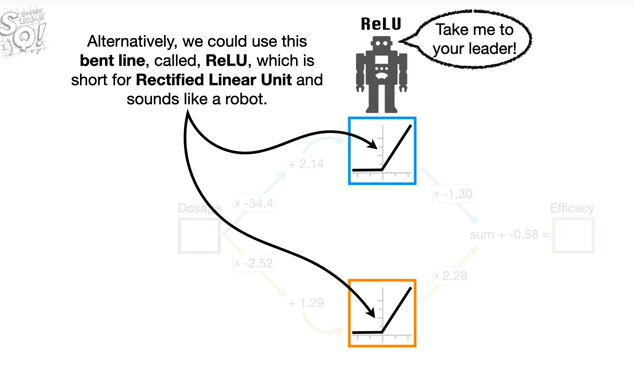 SQ!
Alternatively, we could use this
bent line, called, ReLU, which is
short for Rectified Linear Unit and
sounds like a robot.
ReLU
Take me to
your leader!
+ 2.14
x -34.4
x -1.30
Dosage
Efficacy
sum + -0.58 =
x -2.52
x 2.28
+ 1.29